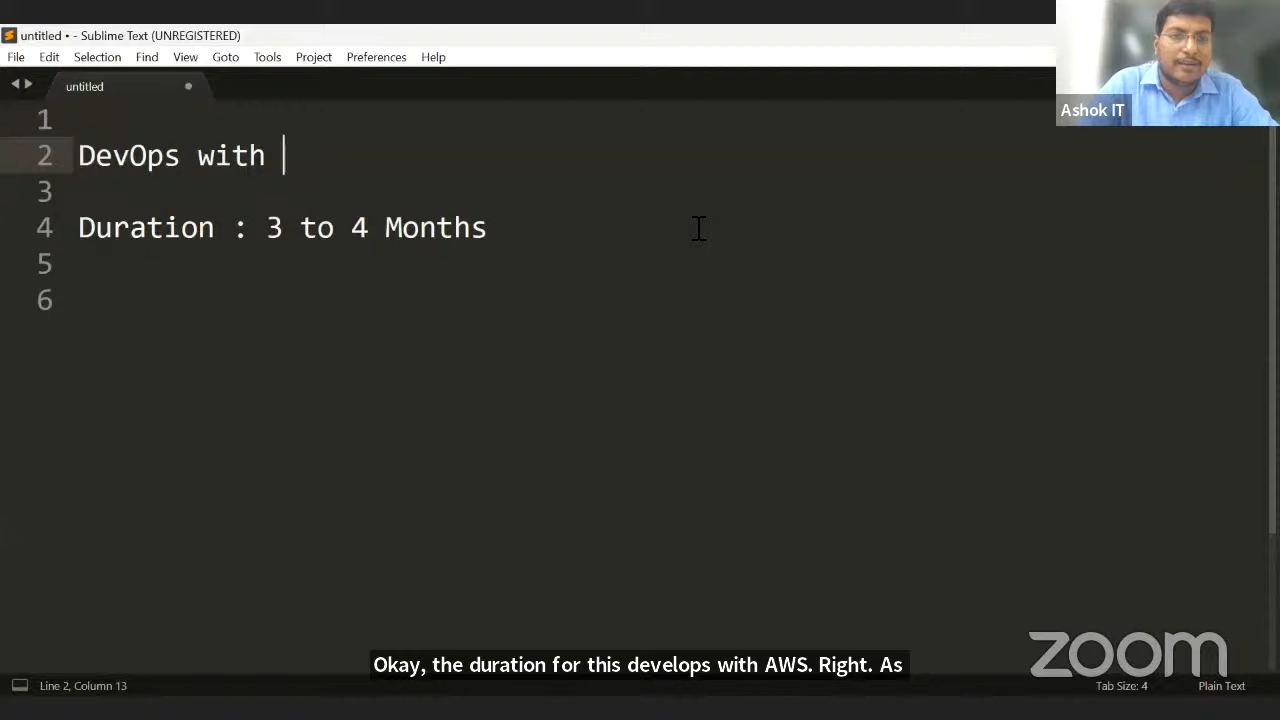 untitled • - Sublime Text (UNREGISTERED)
File Edit Selection Find View Goto Tools Project Preferences Help
untitled
Ashok IT
1
2 DevOps with
3
4 Duration : 3 to 4 Months
5
6
zoom
Okay, the duration for this develops with AWS. Right. As
Line 2, Column 13
Tab Size: 4
Plain Text